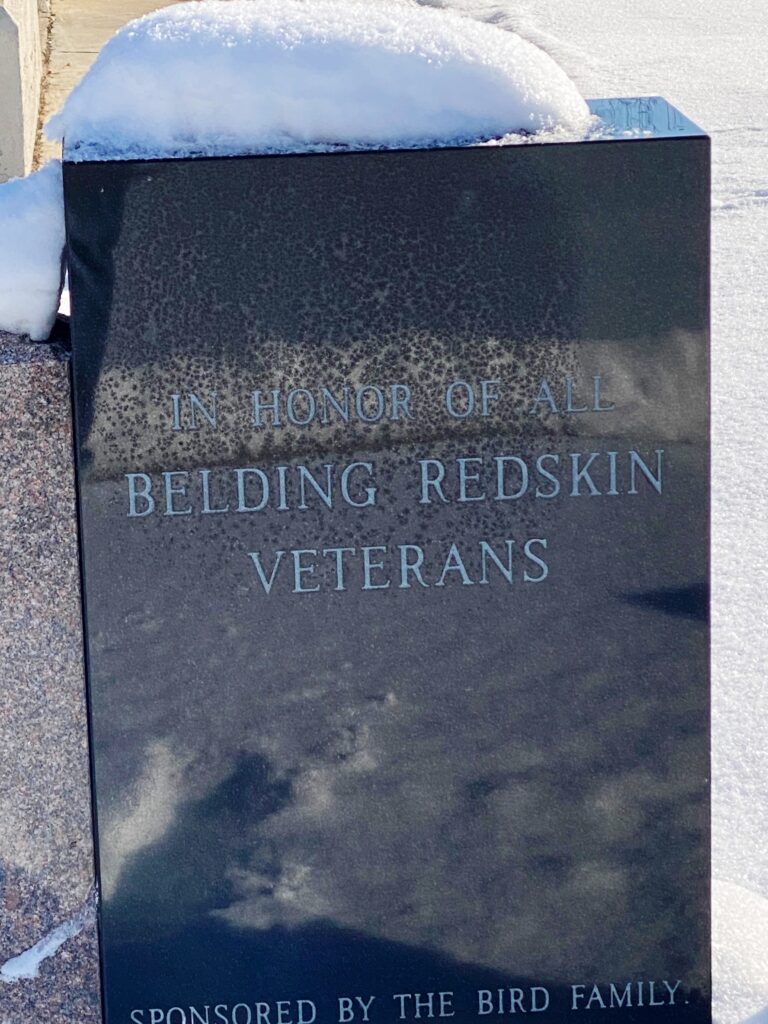 IN HONOR OF ALL
BELDING REDSKIN
VETERANS
SPONSORED BY THE BIRD FAMILY.